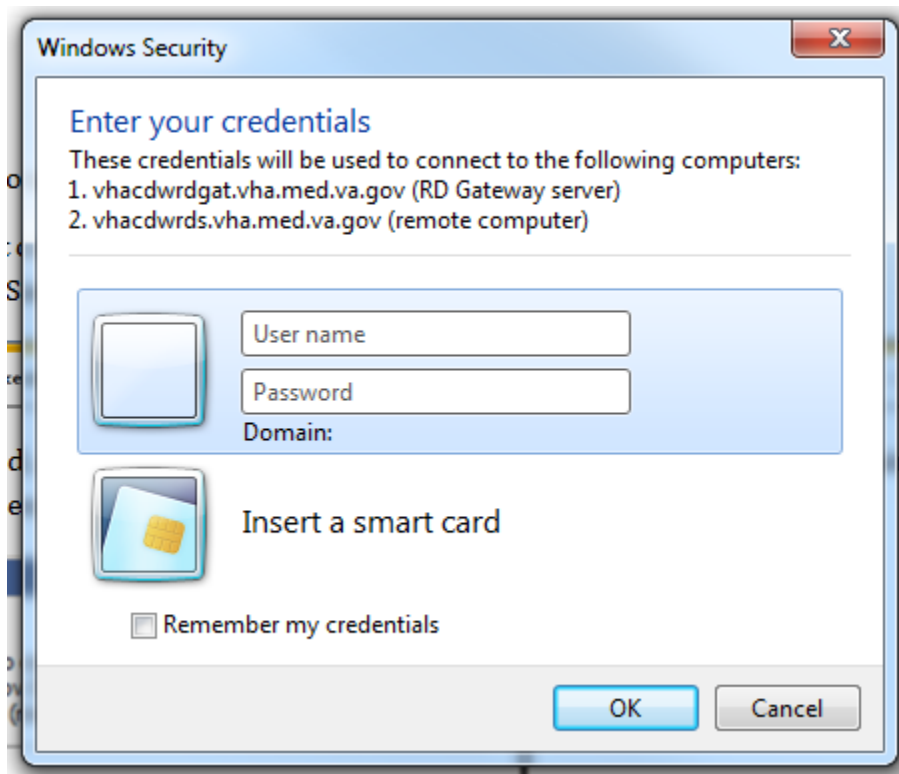 Windows Security
Enter your credentials
These credentials will be used to connect to the following computers:
1. vhacdwrdgat.vha.med.va.gov (RD Gateway server)
2. vhacdwrds.vha.med.va.gov (remote computer)
User name
Password
Domain:
Insert a smart card
Remember my credentials
OK
Cancel